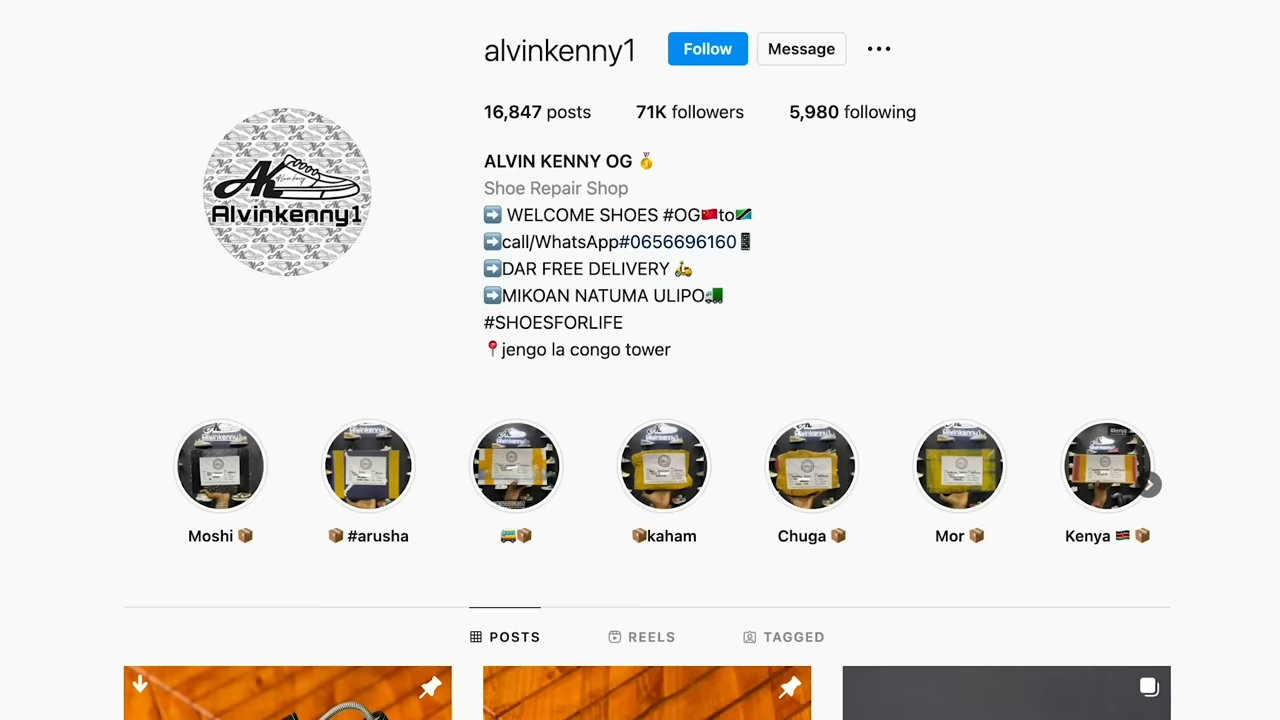 alvinkenny1 Follow Message
16,847 posts 71K followers 5,980 following
ALVIN KENNY OG 🥇
Shoe Repair Shop
➡️ WELCOME SHOES #OG🇨🇳to🇹🇿
➡️call/WhatsApp#0656696160📱
➡️DAR FREE DELIVERY 🛵
➡️MIKOAN NATUMA ULIPO🚛
#SHOESFORLIFE
📍jengo la congo tower
AK
Alvinkenny1
Moshi 📦 📦 #arusha 🚐📦 📦kaham Chuga 📦 Mor 📦 Kenya 🇰🇪 📦
POSTS REELS TAGGED